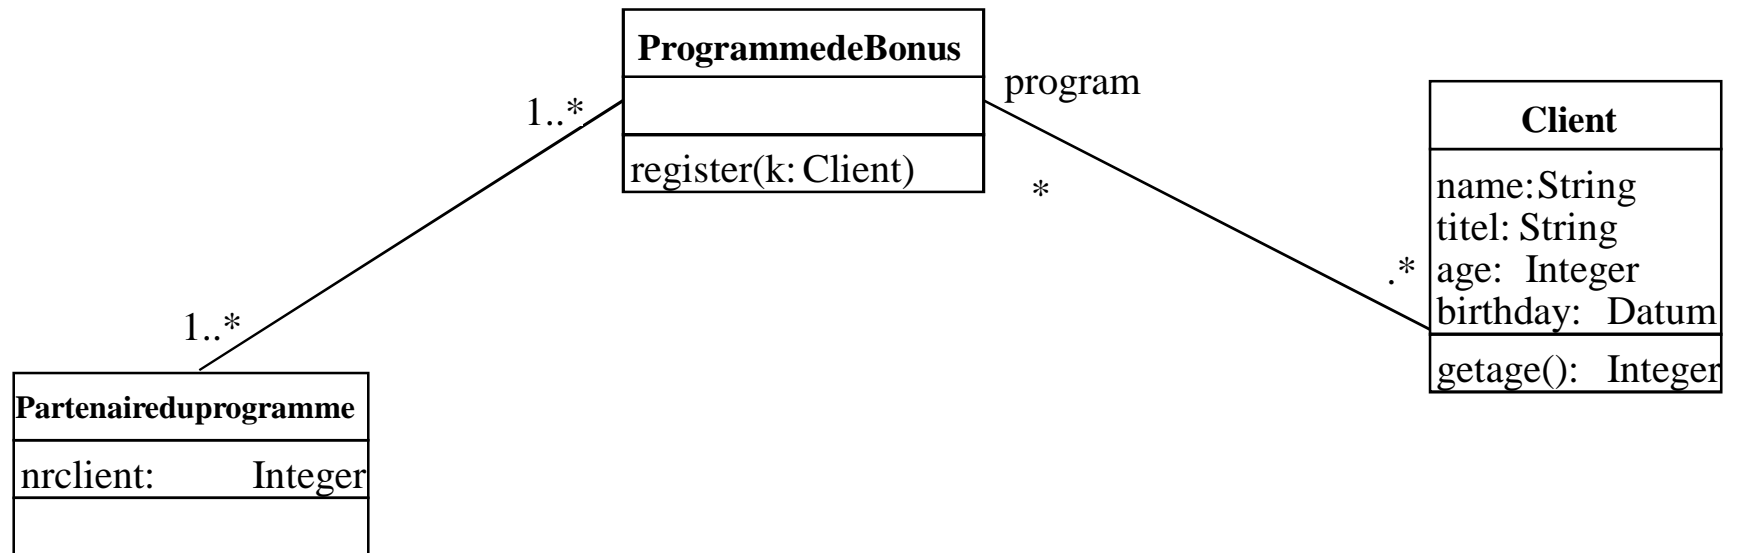 ProgrammedeBonus
program
1..*
register(k: Client)
*
Client
name:String
titel: String
age: Integer
.*
birthday: Datum
getage(): Integer
1..*
Partenaireduprogramme
nrclient: Integer